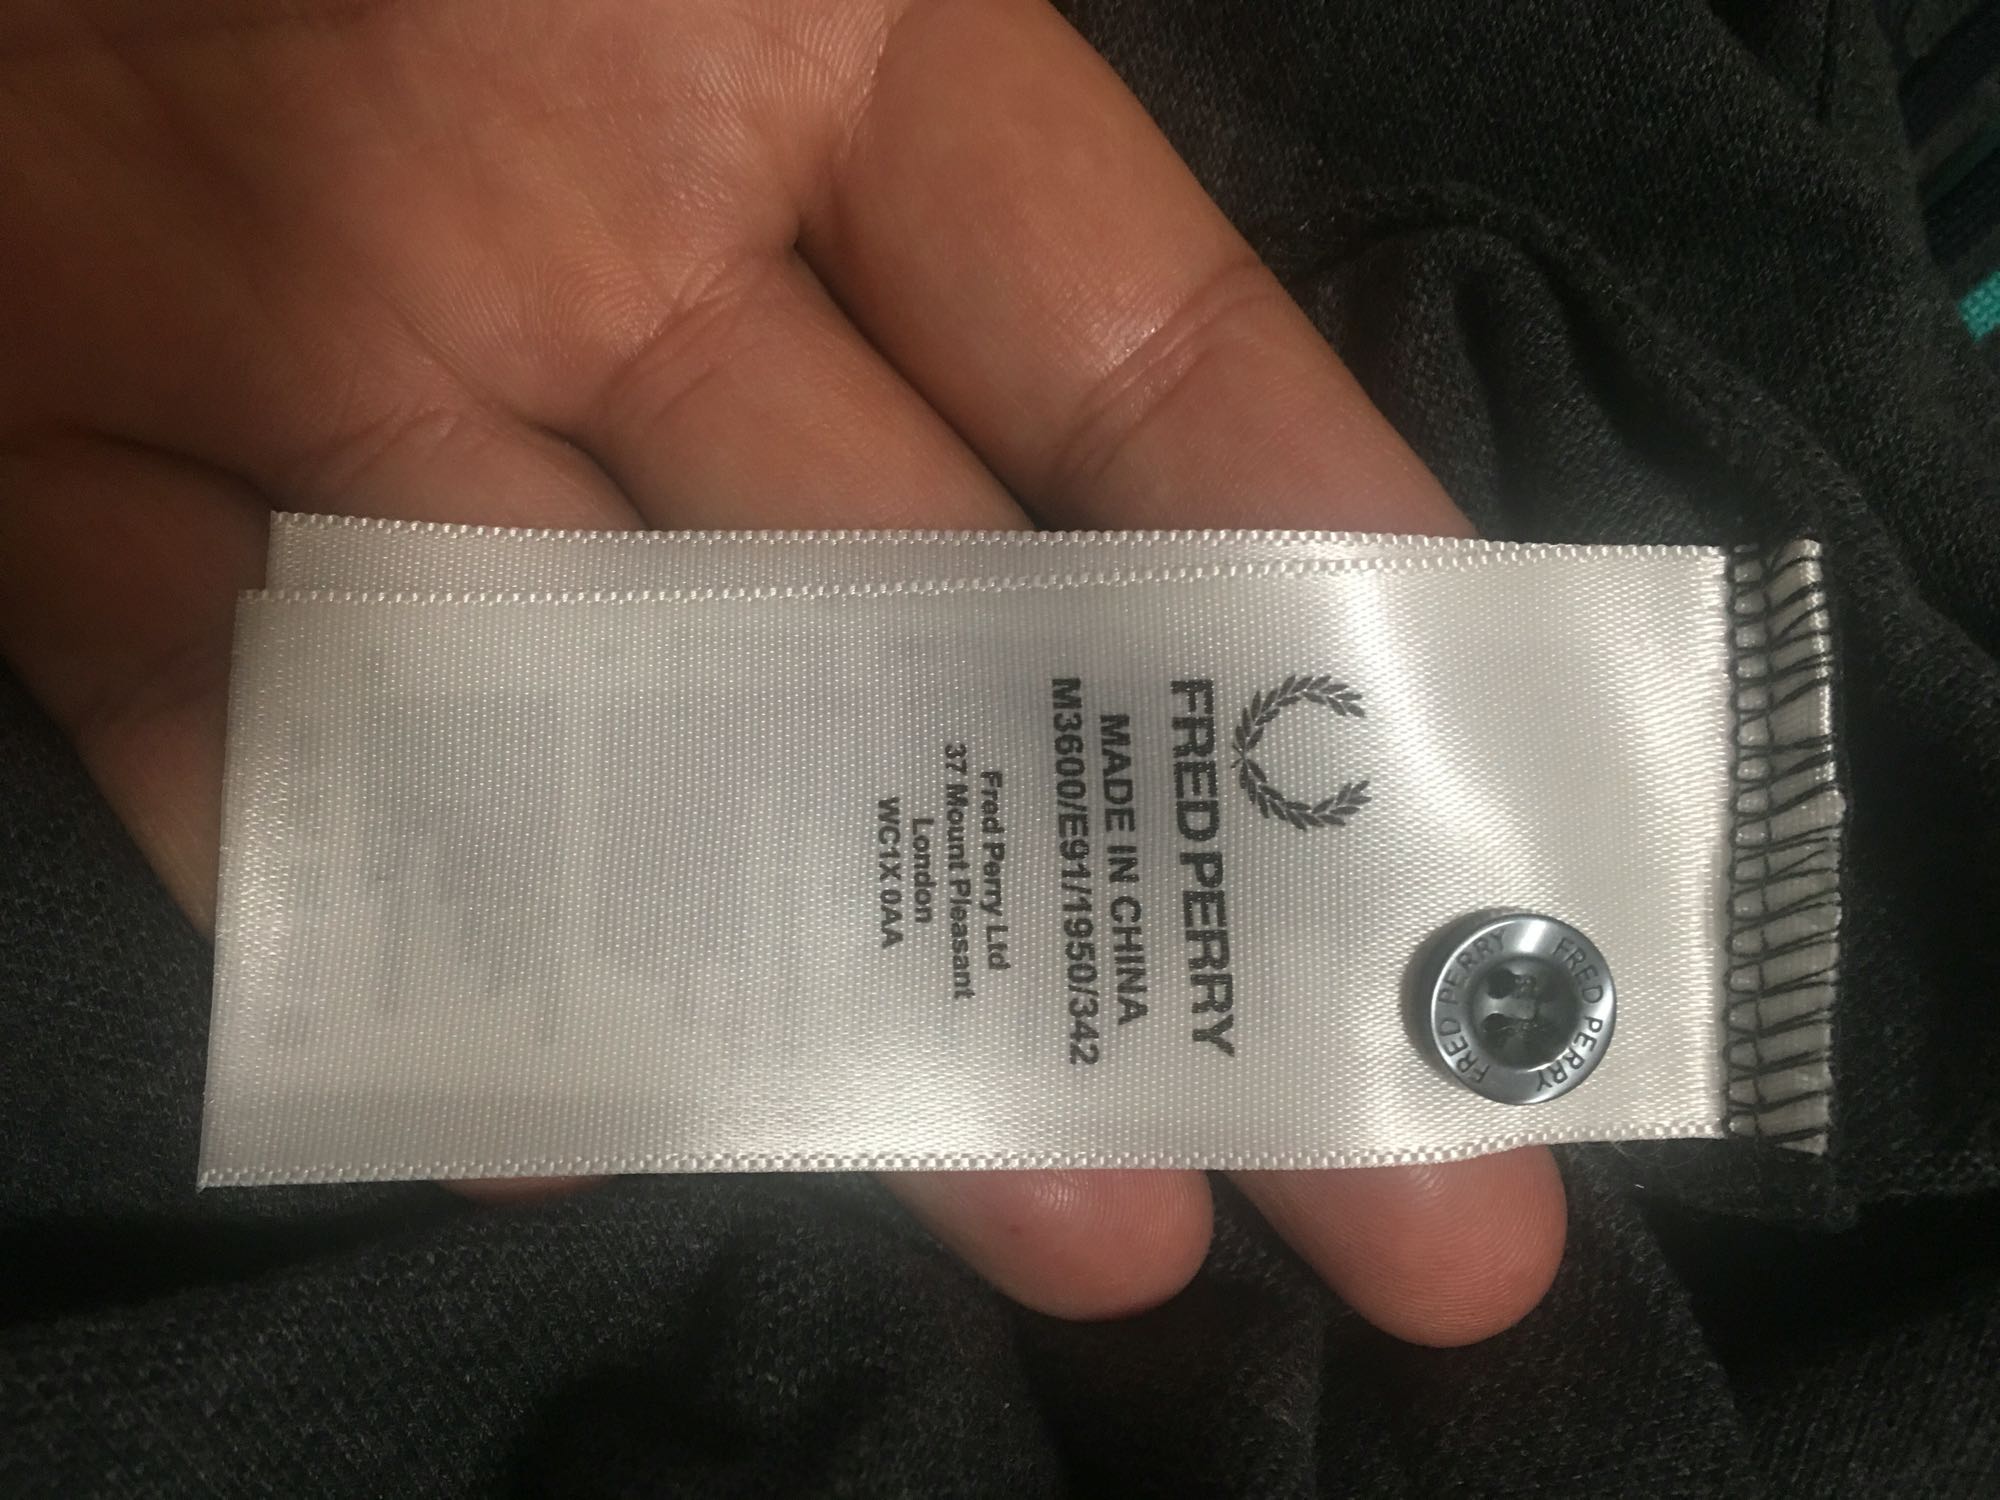 FRED PERRY
MADE IN CHINA
M3600/E91/1950/342
Fred Perry Ltd
37 Mount Pleasant
London
WC1X 0AA
FRED PERRY FRED PERRY